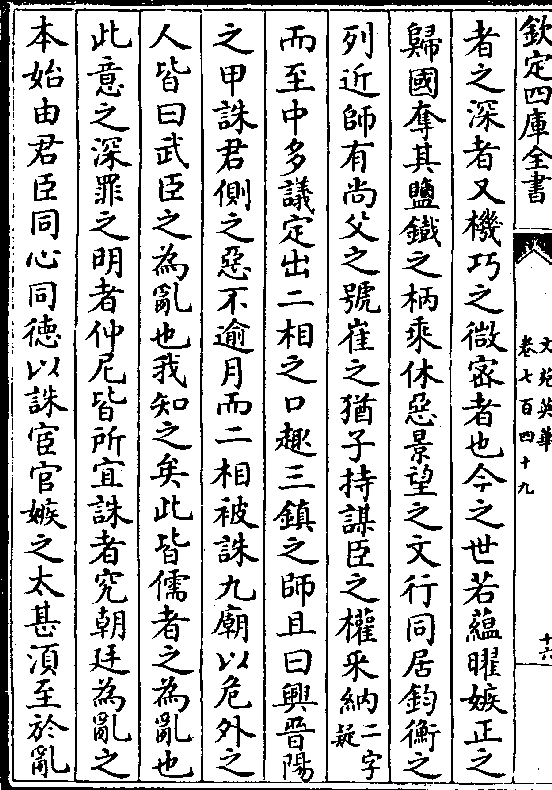 欽定四庫全書
文苑英華
卷七百四十九
十六
者之深者又機巧之微密者也今之世若蘊曜嫉正之
歸國奪其鹽鐵之柄乘休惡景望之文行同居鈞衡之
列近師有尚父之號崔之猶子持謀臣之權采納二字疑
而至中多議定出二相之口趣三鎮之師且曰興晉陽
之甲誅君側之惡不逾月而二相被誅九廟以危外之
人皆曰武臣之為亂也我知之矣此皆儒者之為亂也
此意之深罪之明者仲尼皆所宜誅者究朝廷為亂之
本始由君臣同心同德以誅宦官嫉之太甚湏至於亂